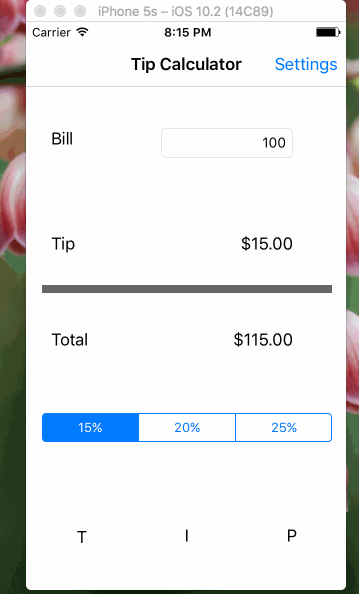 iPhone 5s – iOS 10.2 (14C89)
Carrier 8:15 PM
Tip Calculator Settings
Bill 100
Tip $15.00
Total $115.00
15% 20% 25%
T I P